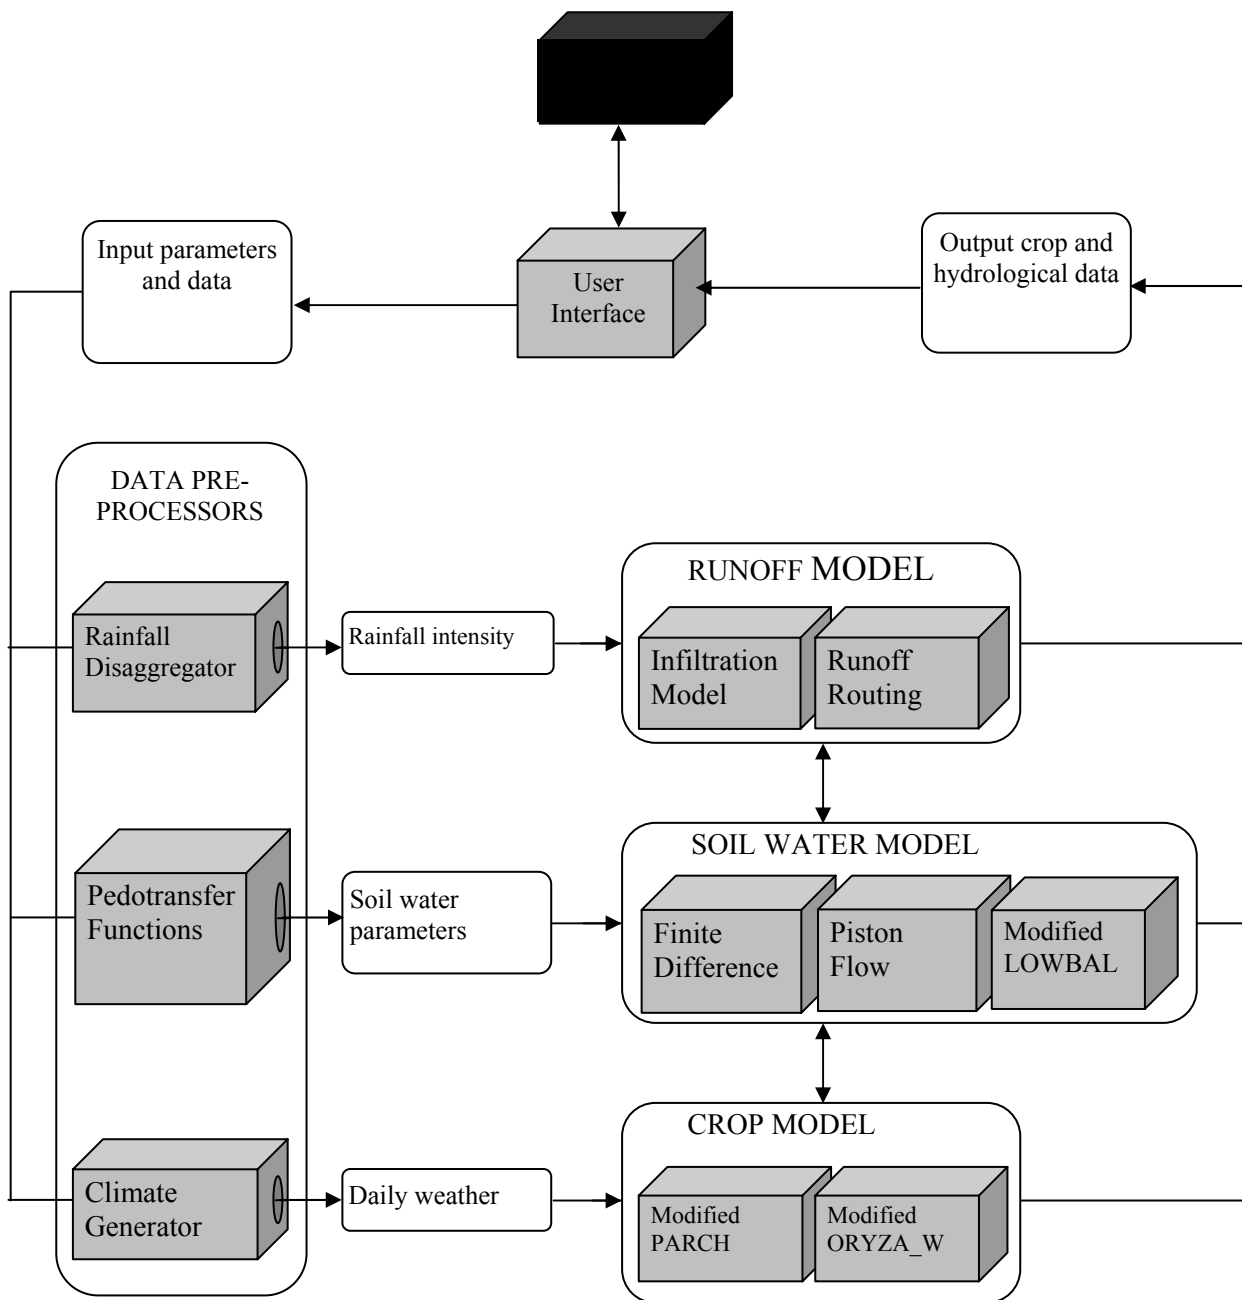 Input parameters
and data
User
Interface
Output crop and
hydrological data
DATA PRE-
PROCESSORS
Rainfall
Disaggregator
Rainfall intensity
RUNOFF MODEL
Infiltration
Model
Runoff
Routing
Pedotransfer
Functions
Soil water
parameters
SOIL WATER MODEL
Finite
Difference
Piston
Flow
Modified
LOWBAL
Climate
Generator
Daily weather
CROP MODEL
Modified
PARCH
Modified
ORYZA_W